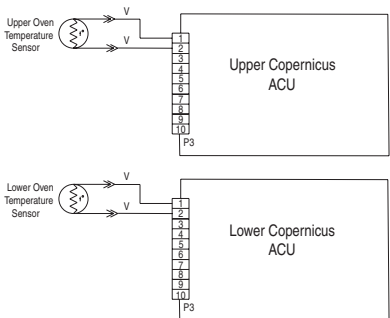 Upper Oven
Temperature
Sensor
V
V
t°
1
2
3
4
5
6
7
8
9
10
P3
Upper Copernicus
ACU
Lower Oven
Temperature
Sensor
V
V
t°
1
2
3
4
5
6
7
8
9
10
P3
Lower Copernicus
ACU